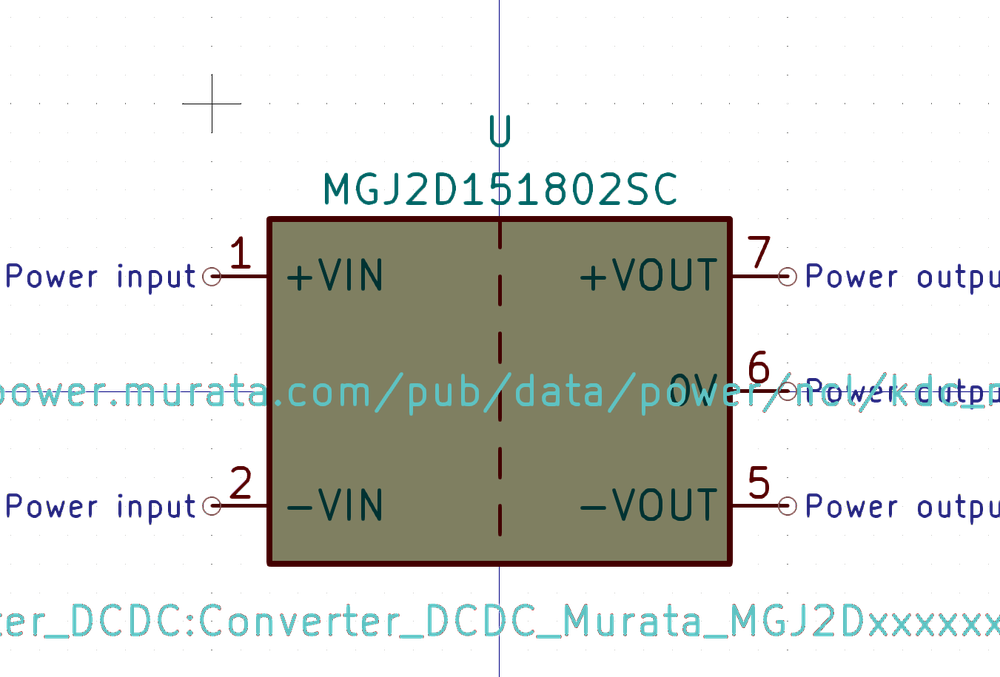 U
MGJ2D151802SC
1 7
Power input +VIN +VOUT Power outpu
6
power.murata.com/pub/data/power/ncl/kdc_
0V Power outpu
2 5
Power input -VIN -VOUT Power outpu
ter_DCDC:Converter_DCDC_Murata_MGJ2Dxxxxxx